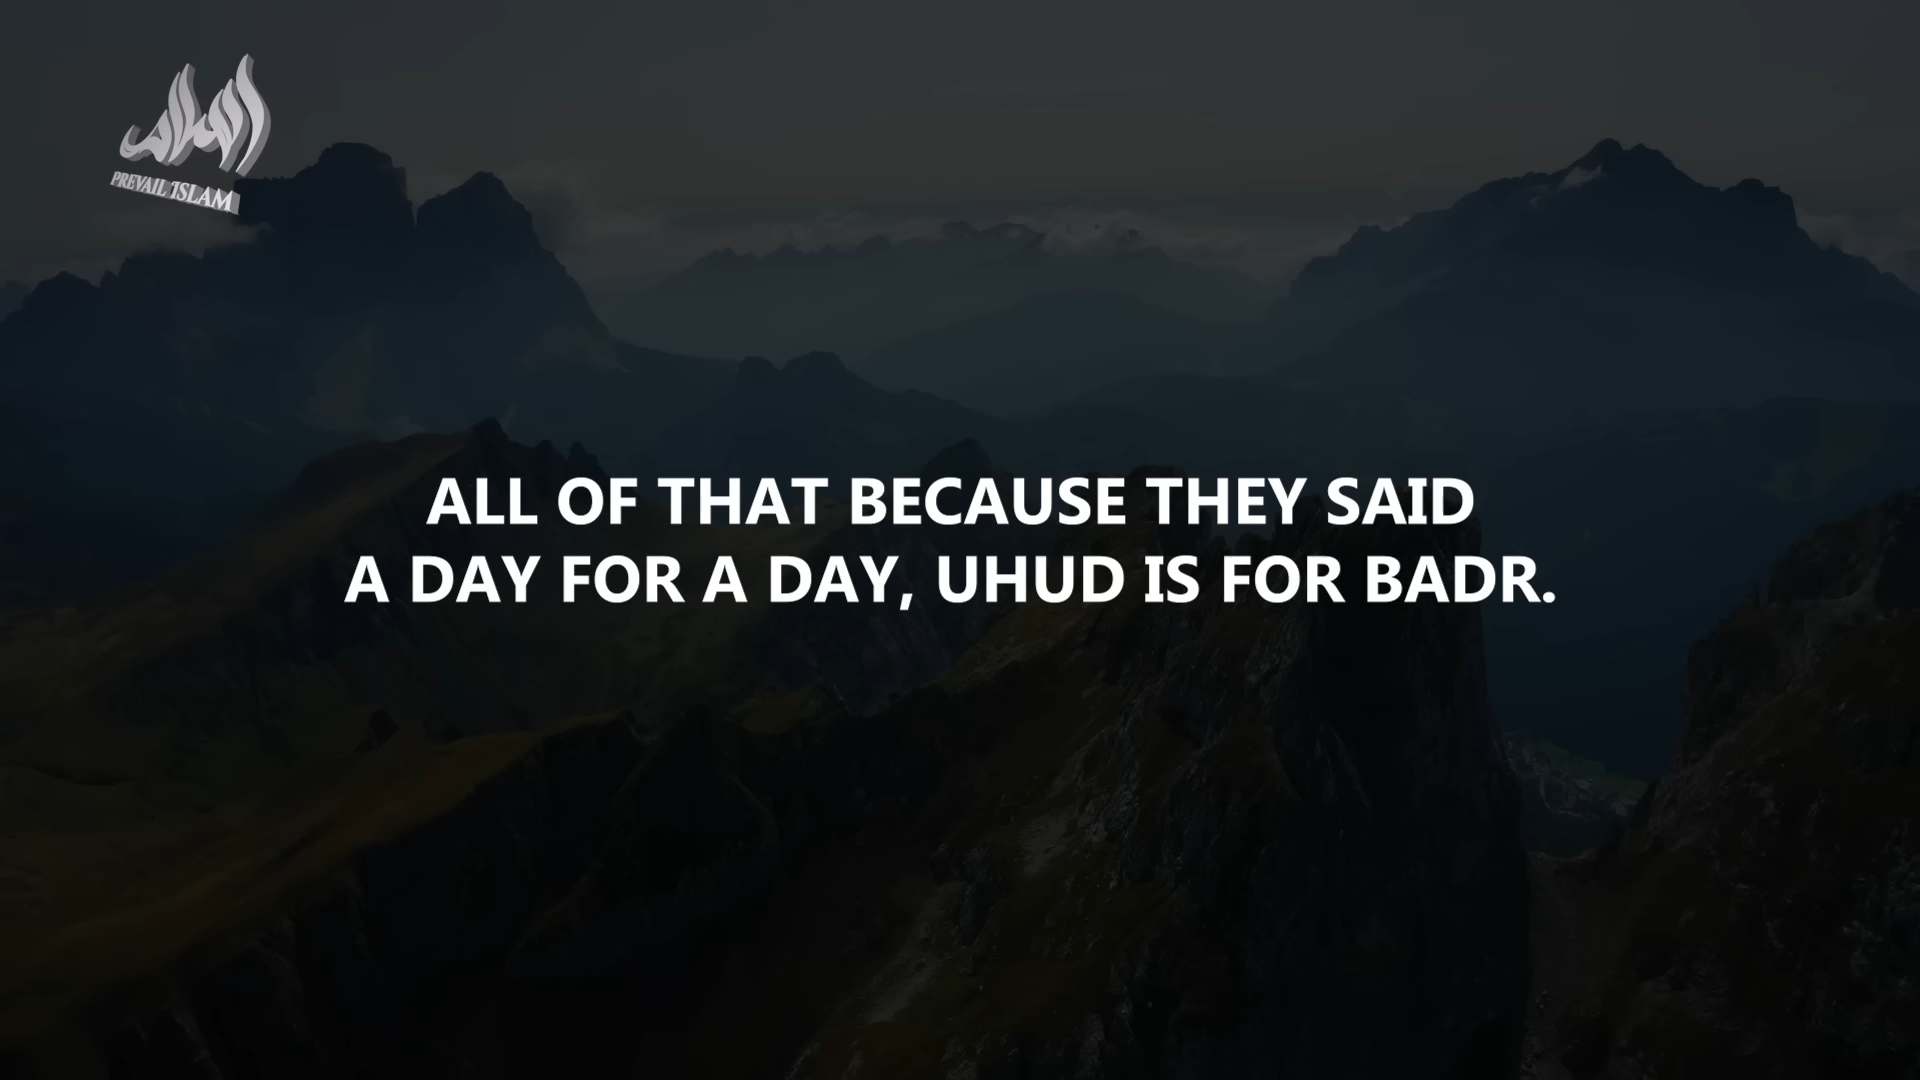 PREVAIL ISLAM
ALL OF THAT BECAUSE THEY SAID
A DAY FOR A DAY, UHUD IS FOR BADR.